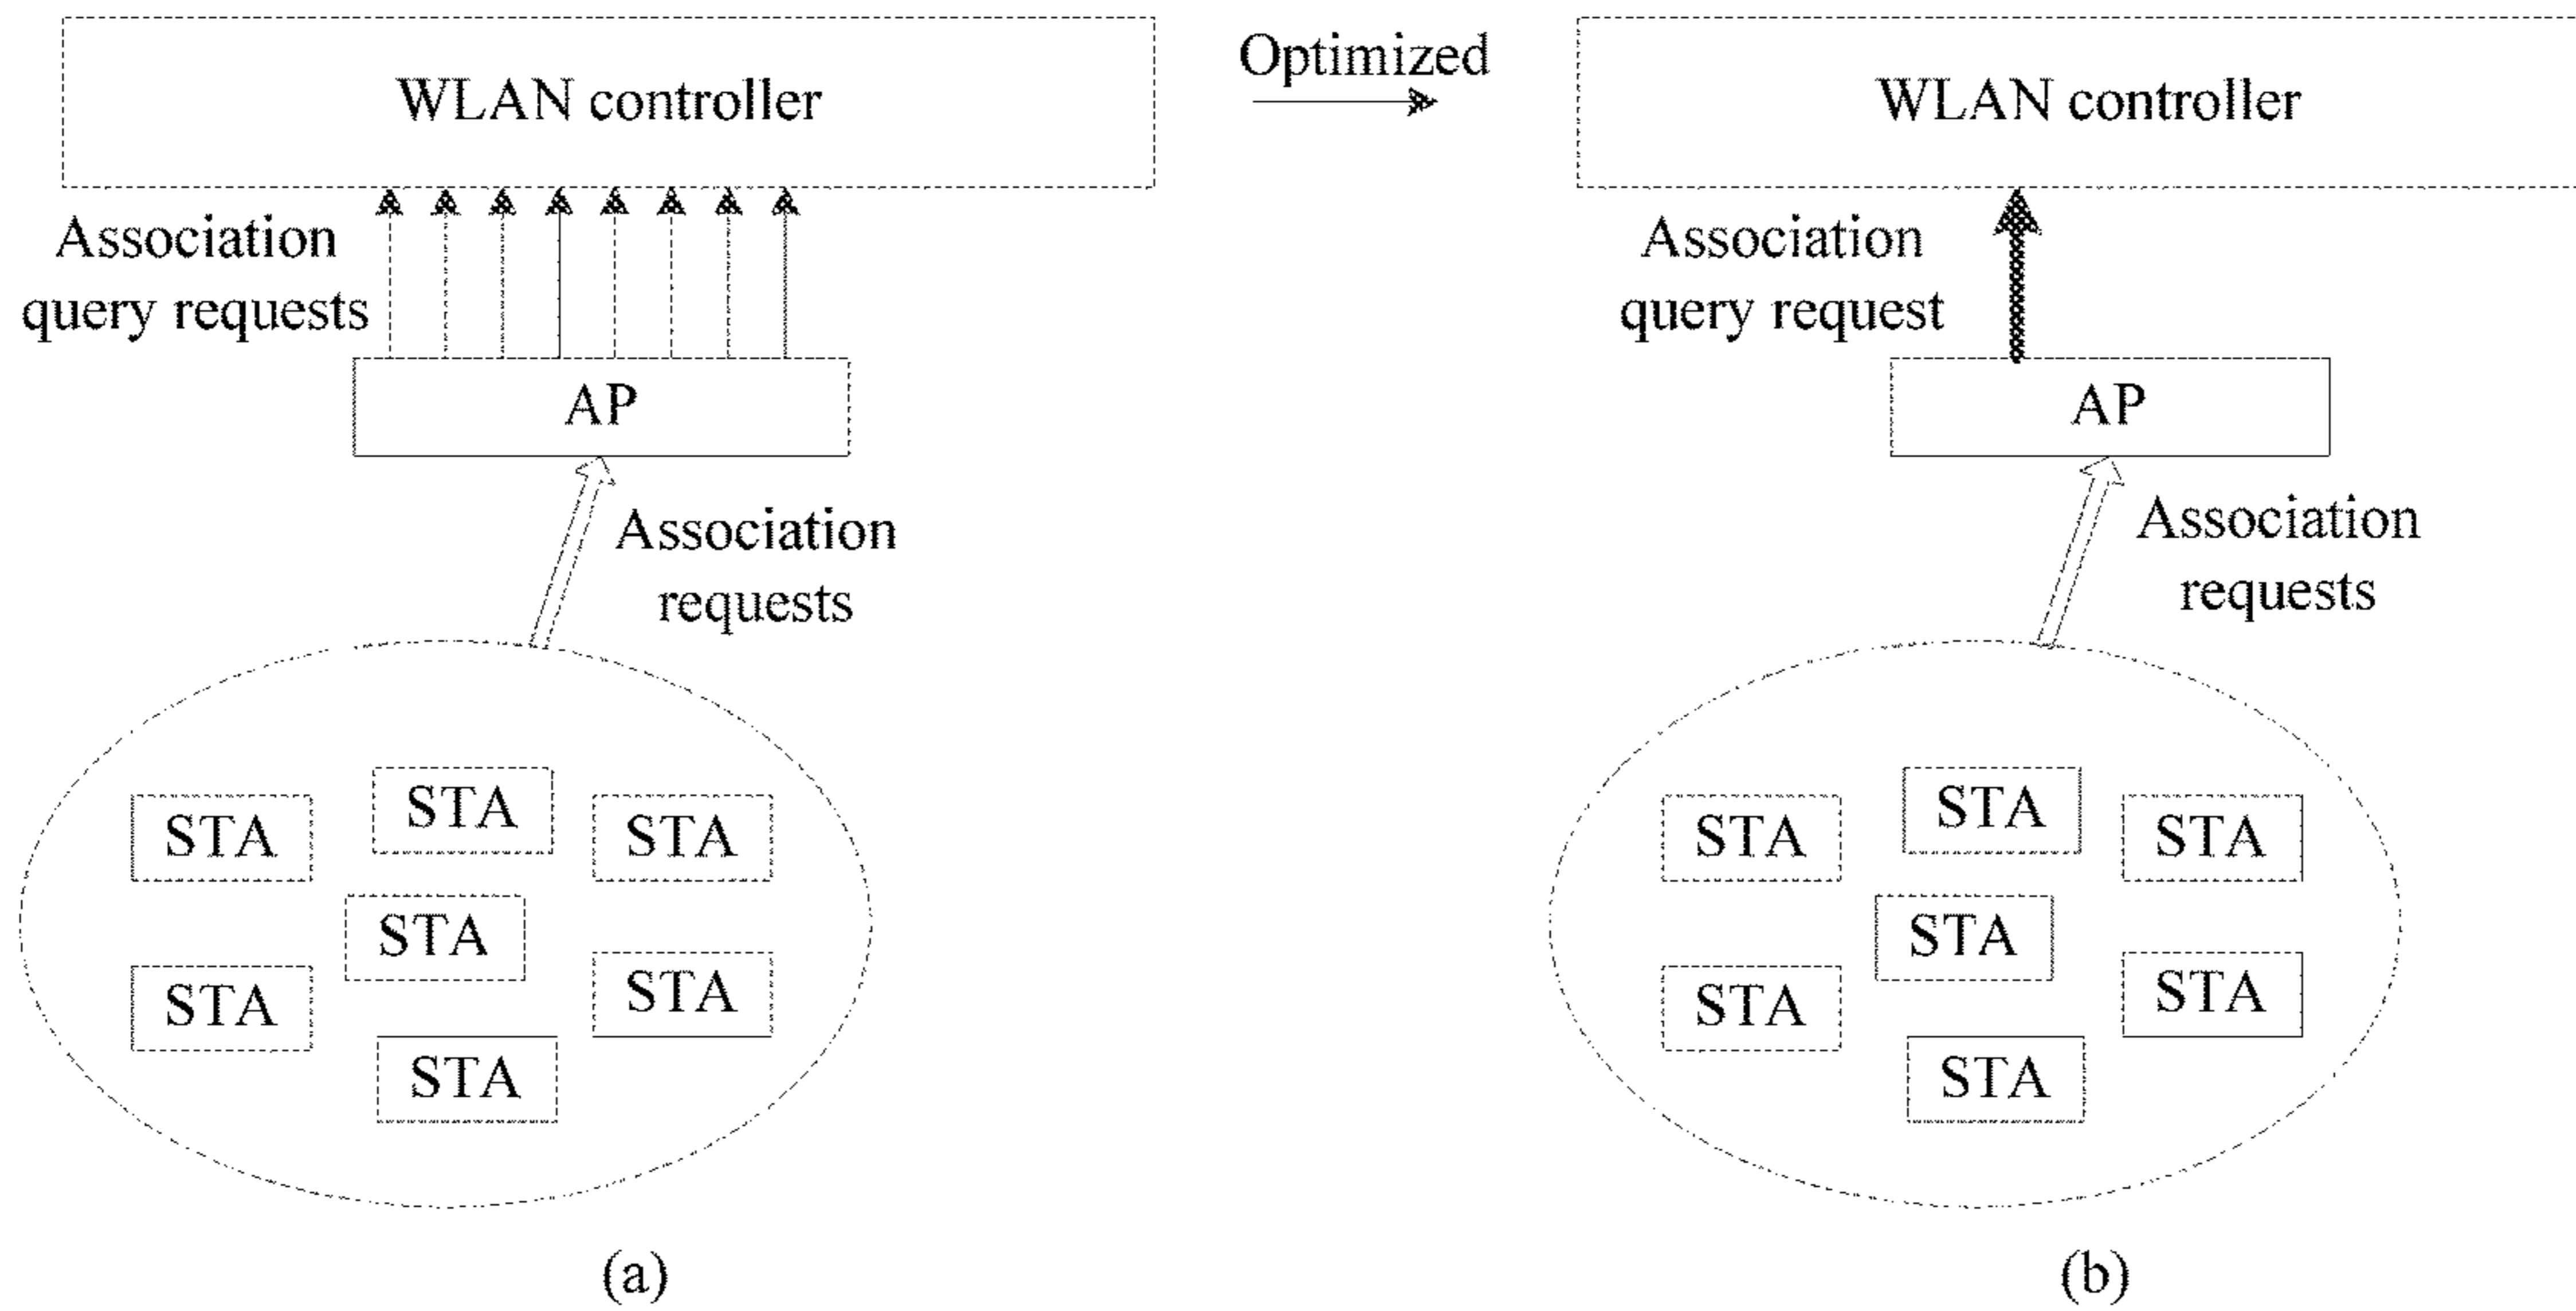 WLAN controller
Optimized
WLAN controller
Association
query requests
Association
query request
AP
AP
Association
requests
Association
requests
STA
STA
STA
STA
STA
STA
STA
STA
STA
STA
STA
STA
STA
STA
(a)
(b)